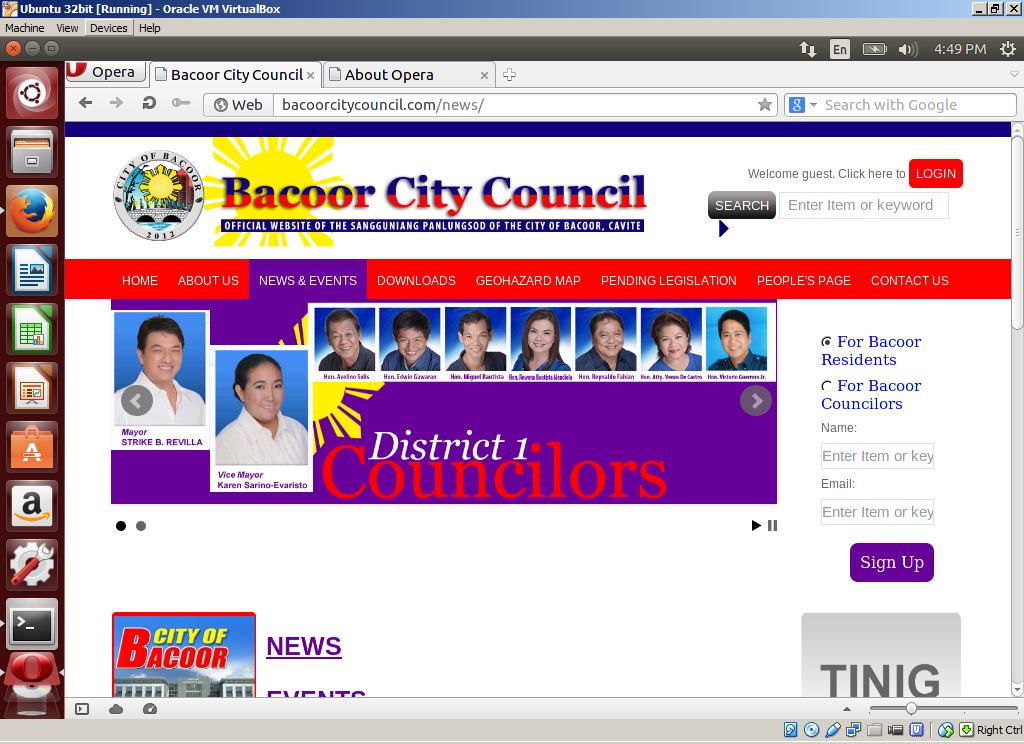 Ubuntu 32bit [Running] - Oracle VM VirtualBox
Machine View Devices Help
En 4:49 PM
Opera Bacoor City Council × About Opera ×
Web bacoorcitycouncil.com/news/ Search with Google
CITY OF BACOOR
2012
Bacoor City Council
OFFICIAL WEBSITE OF THE SANGGUNIANG PANLUNGSOD OF THE CITY OF BACOOR, CAVITE
Welcome guest. Click here to LOGIN
SEARCH Enter Item or keyword
HOME ABOUT US NEWS & EVENTS DOWNLOADS GEOHAZARD MAP PENDING LEGISLATION PEOPLE'S PAGE CONTACT US
Hon. Avelino Solis Hon. Edwin Gawaran Hon. Miguel Bautista Hon. Rowena Bautista Mendiola Hon. Reynaldo Fabian Hon. Atty. Venus De Castro Hon. Victorio Guerrero Jr.
Mayor
STRIKE B. REVILLA
Vice Mayor
Karen Sarino-Evaristo
District 1
Councilors
For Bacoor
Residents
For Bacoor
Councilors
Name:
Enter Item or key
Email:
Enter Item or key
Sign Up
CITY OF
BACOOR
NEWS
EVENTS
TINIG
Right Ctrl